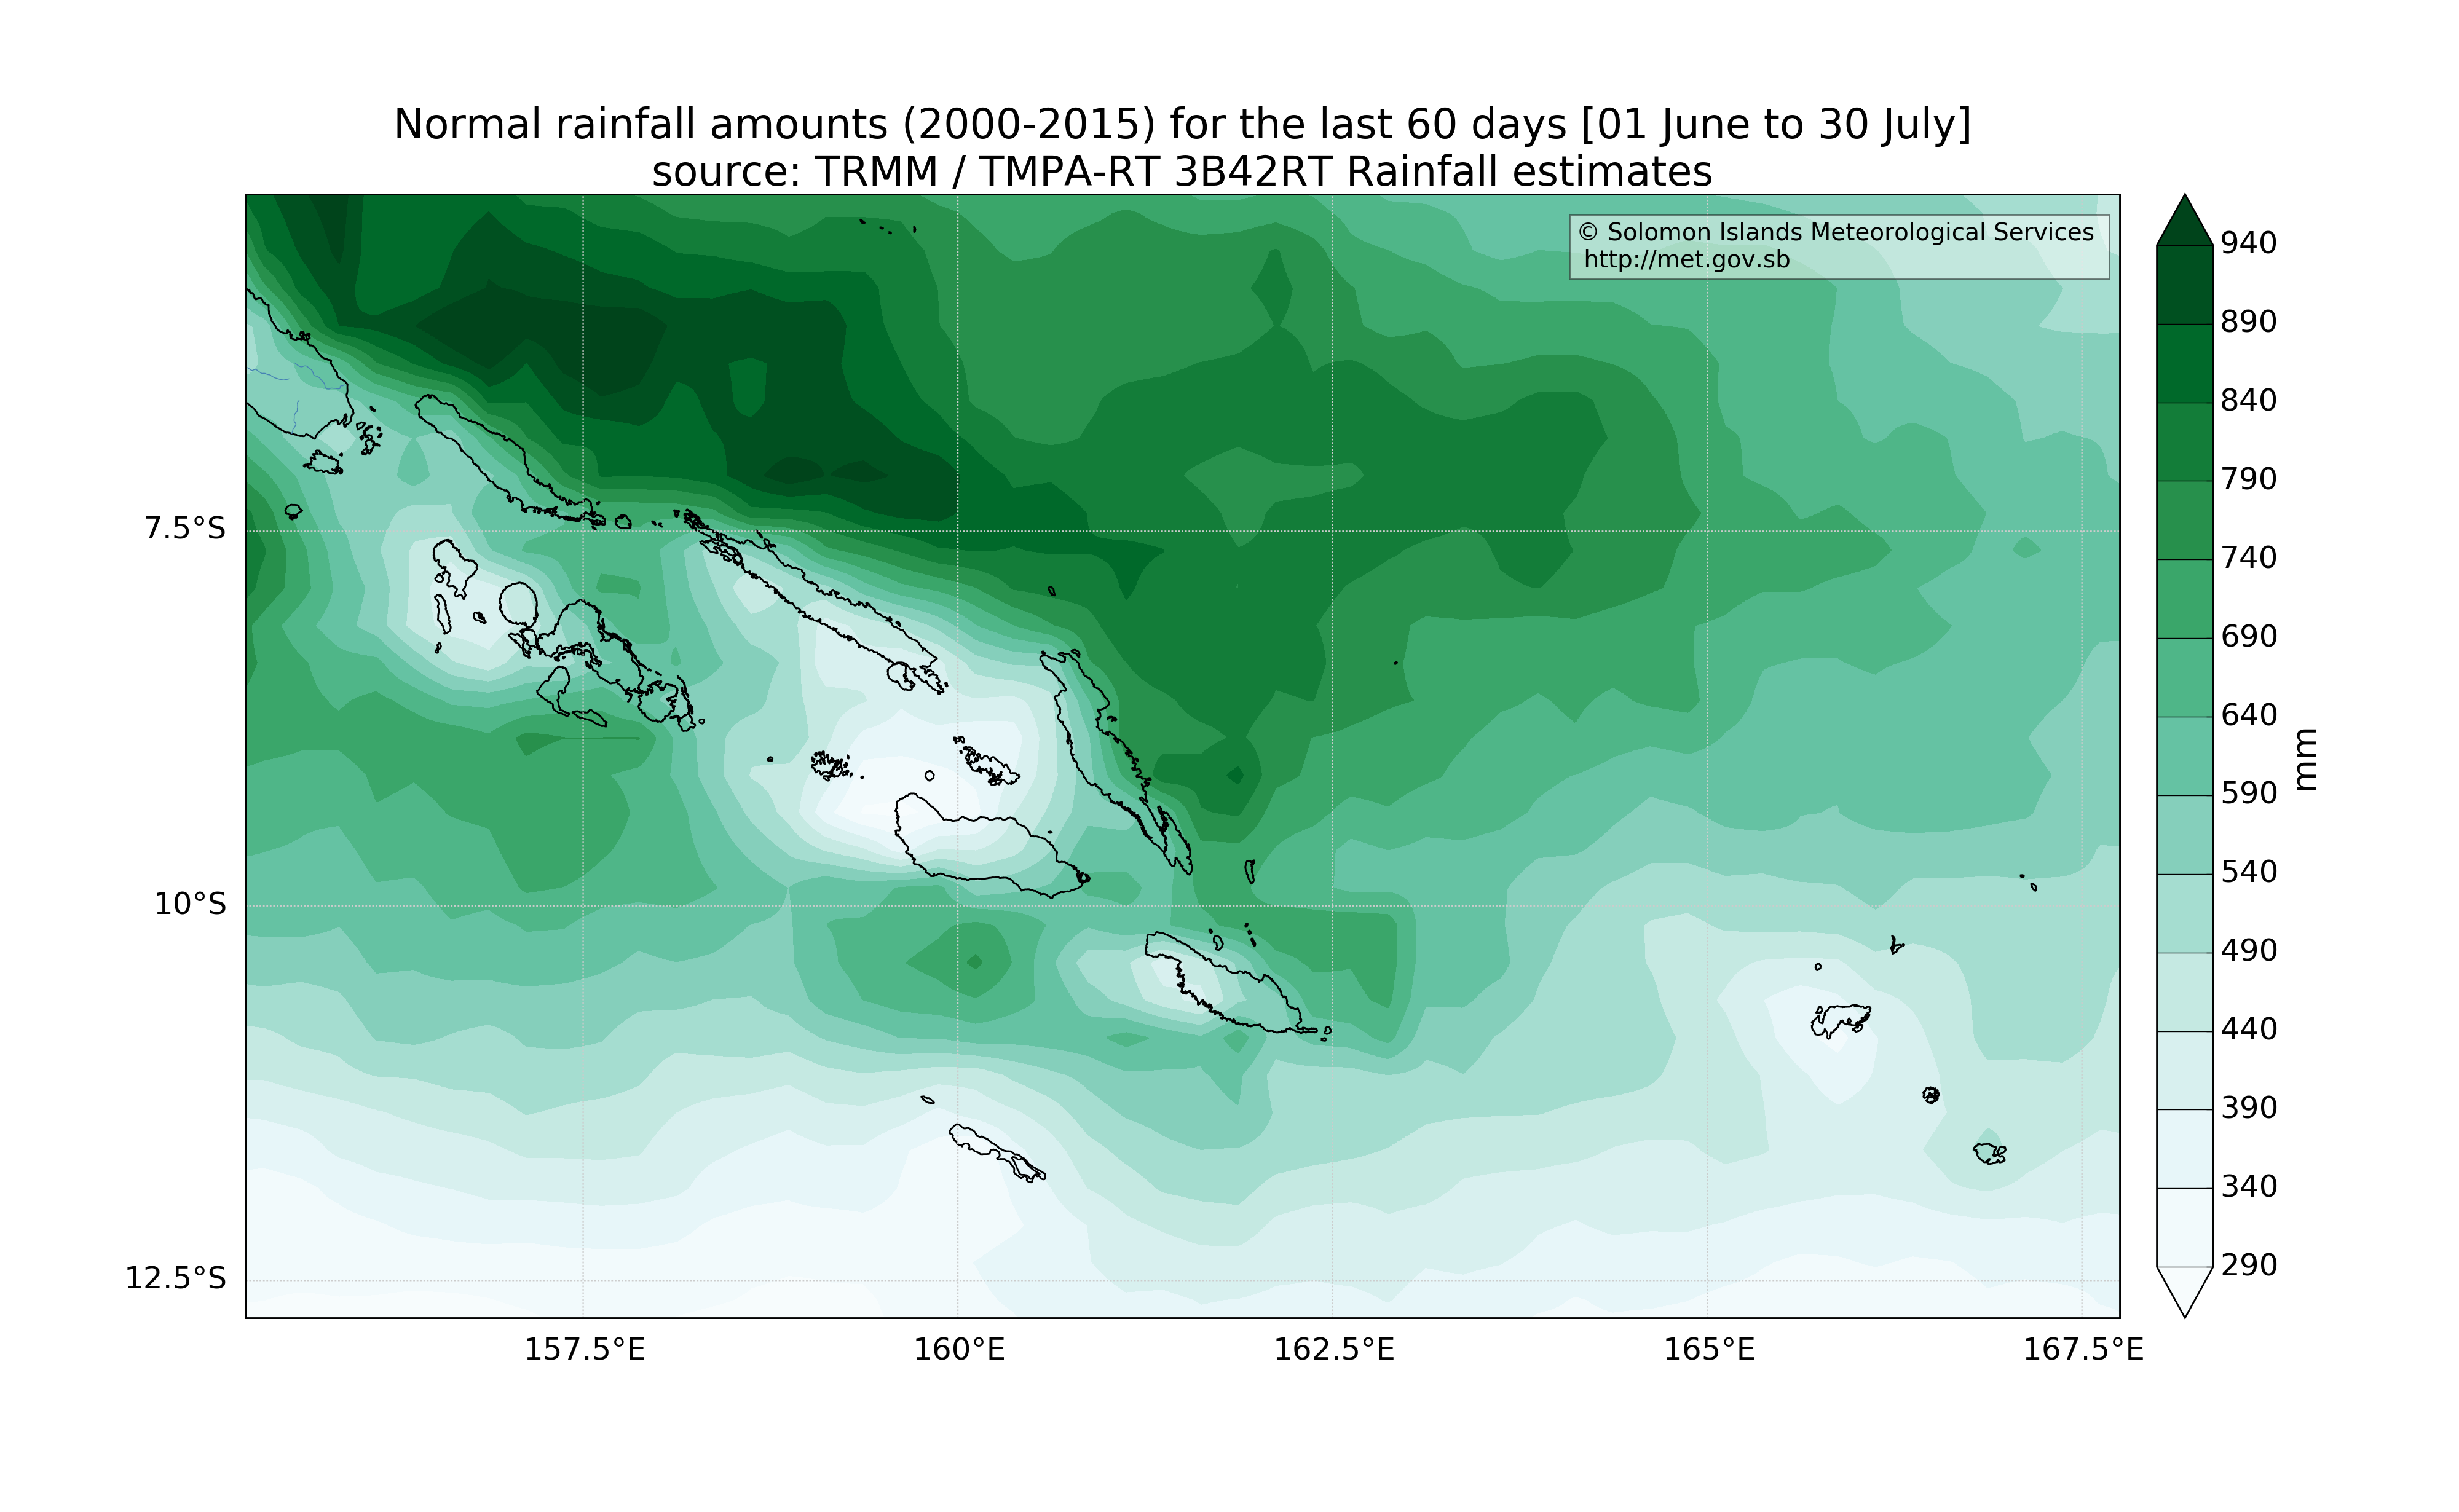 Normal rainfall amounts (2000-2015) for the last 60 days [01 June to 30 July]
source: TRMM / TMPA-RT 3B42RT Rainfall estimates
© Solomon Islands Meteorological Services
http://met.gov.sb
7.5°S
10°S
12.5°S
157.5°E
160°E
162.5°E
165°E
167.5°E
940
890
840
790
740
690
640
590
540
490
440
390
340
290
mm